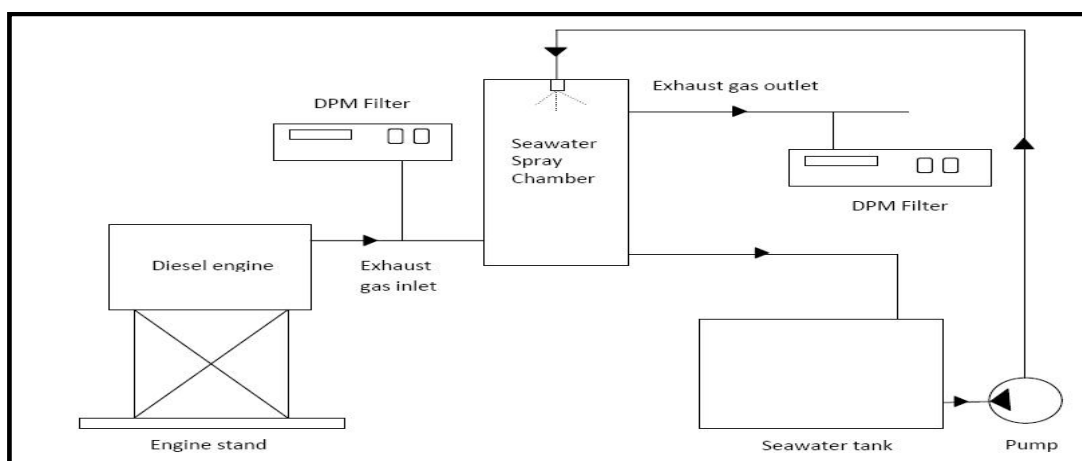 Exhaust gas outlet
DPM Filter
Seawater
Spray
Chamber
DPM Filter
Diesel engine
Exhaust
gas inlet
Engine stand
Seawater tank
Pump